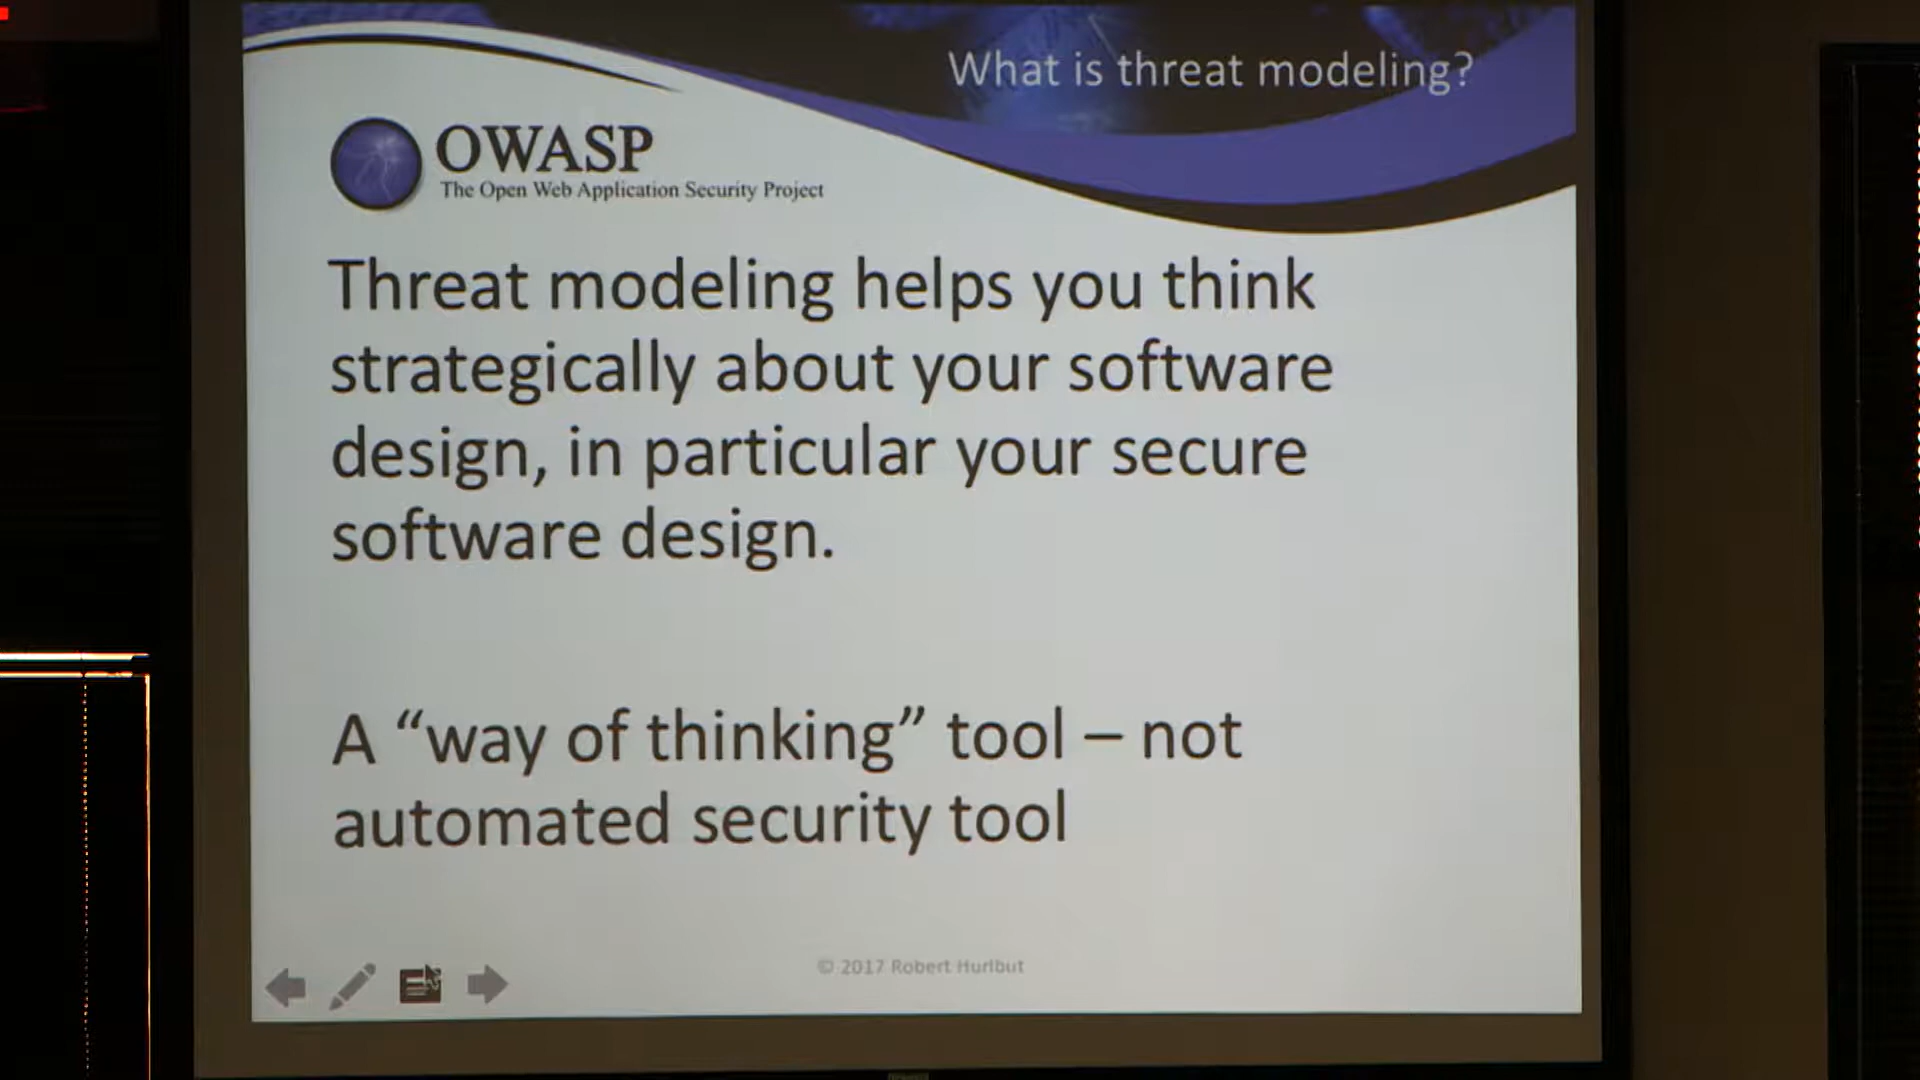 What is threat modeling?
OWASP
The Open Web Application Security Project
Threat modeling helps you think
strategically about your software
design, in particular your secure
software design.
A “way of thinking” tool – not
automated security tool
© 2017 Robert Hurlbut